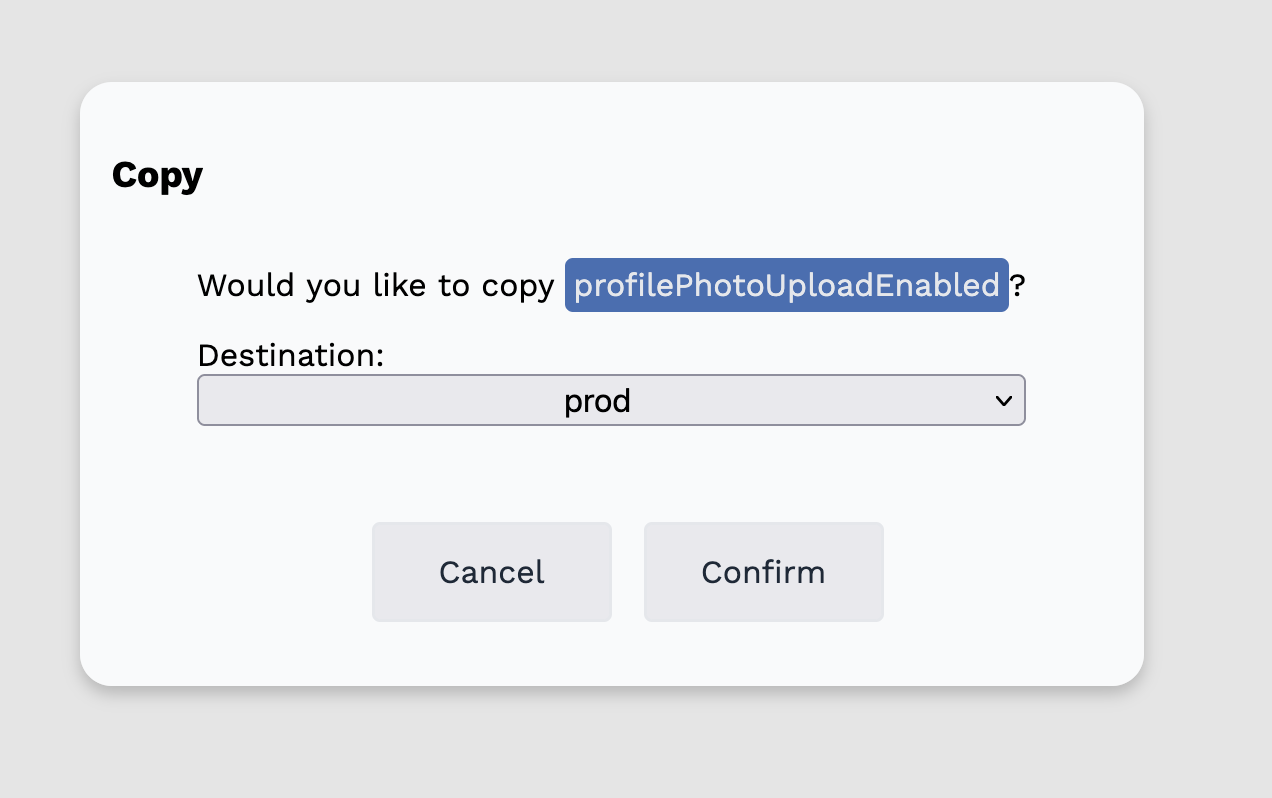 Copy
Would you like to copy profilePhotoUploadEnabled?
Destination:
prod
Cancel
Confirm